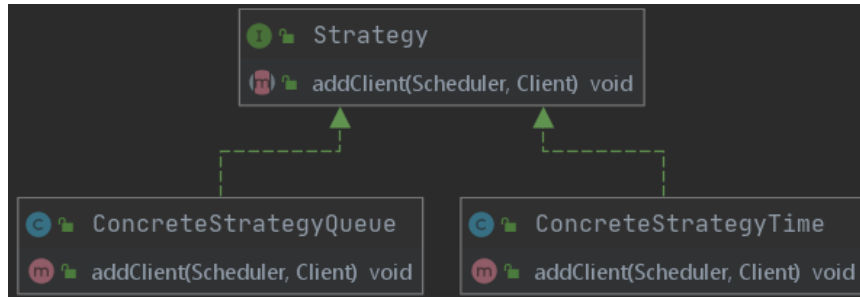 I Strategy
m addClient(Scheduler, Client) void
C ConcreteStrategyQueue
m addClient(Scheduler, Client) void
C ConcreteStrategyTime
m addClient(Scheduler, Client) void